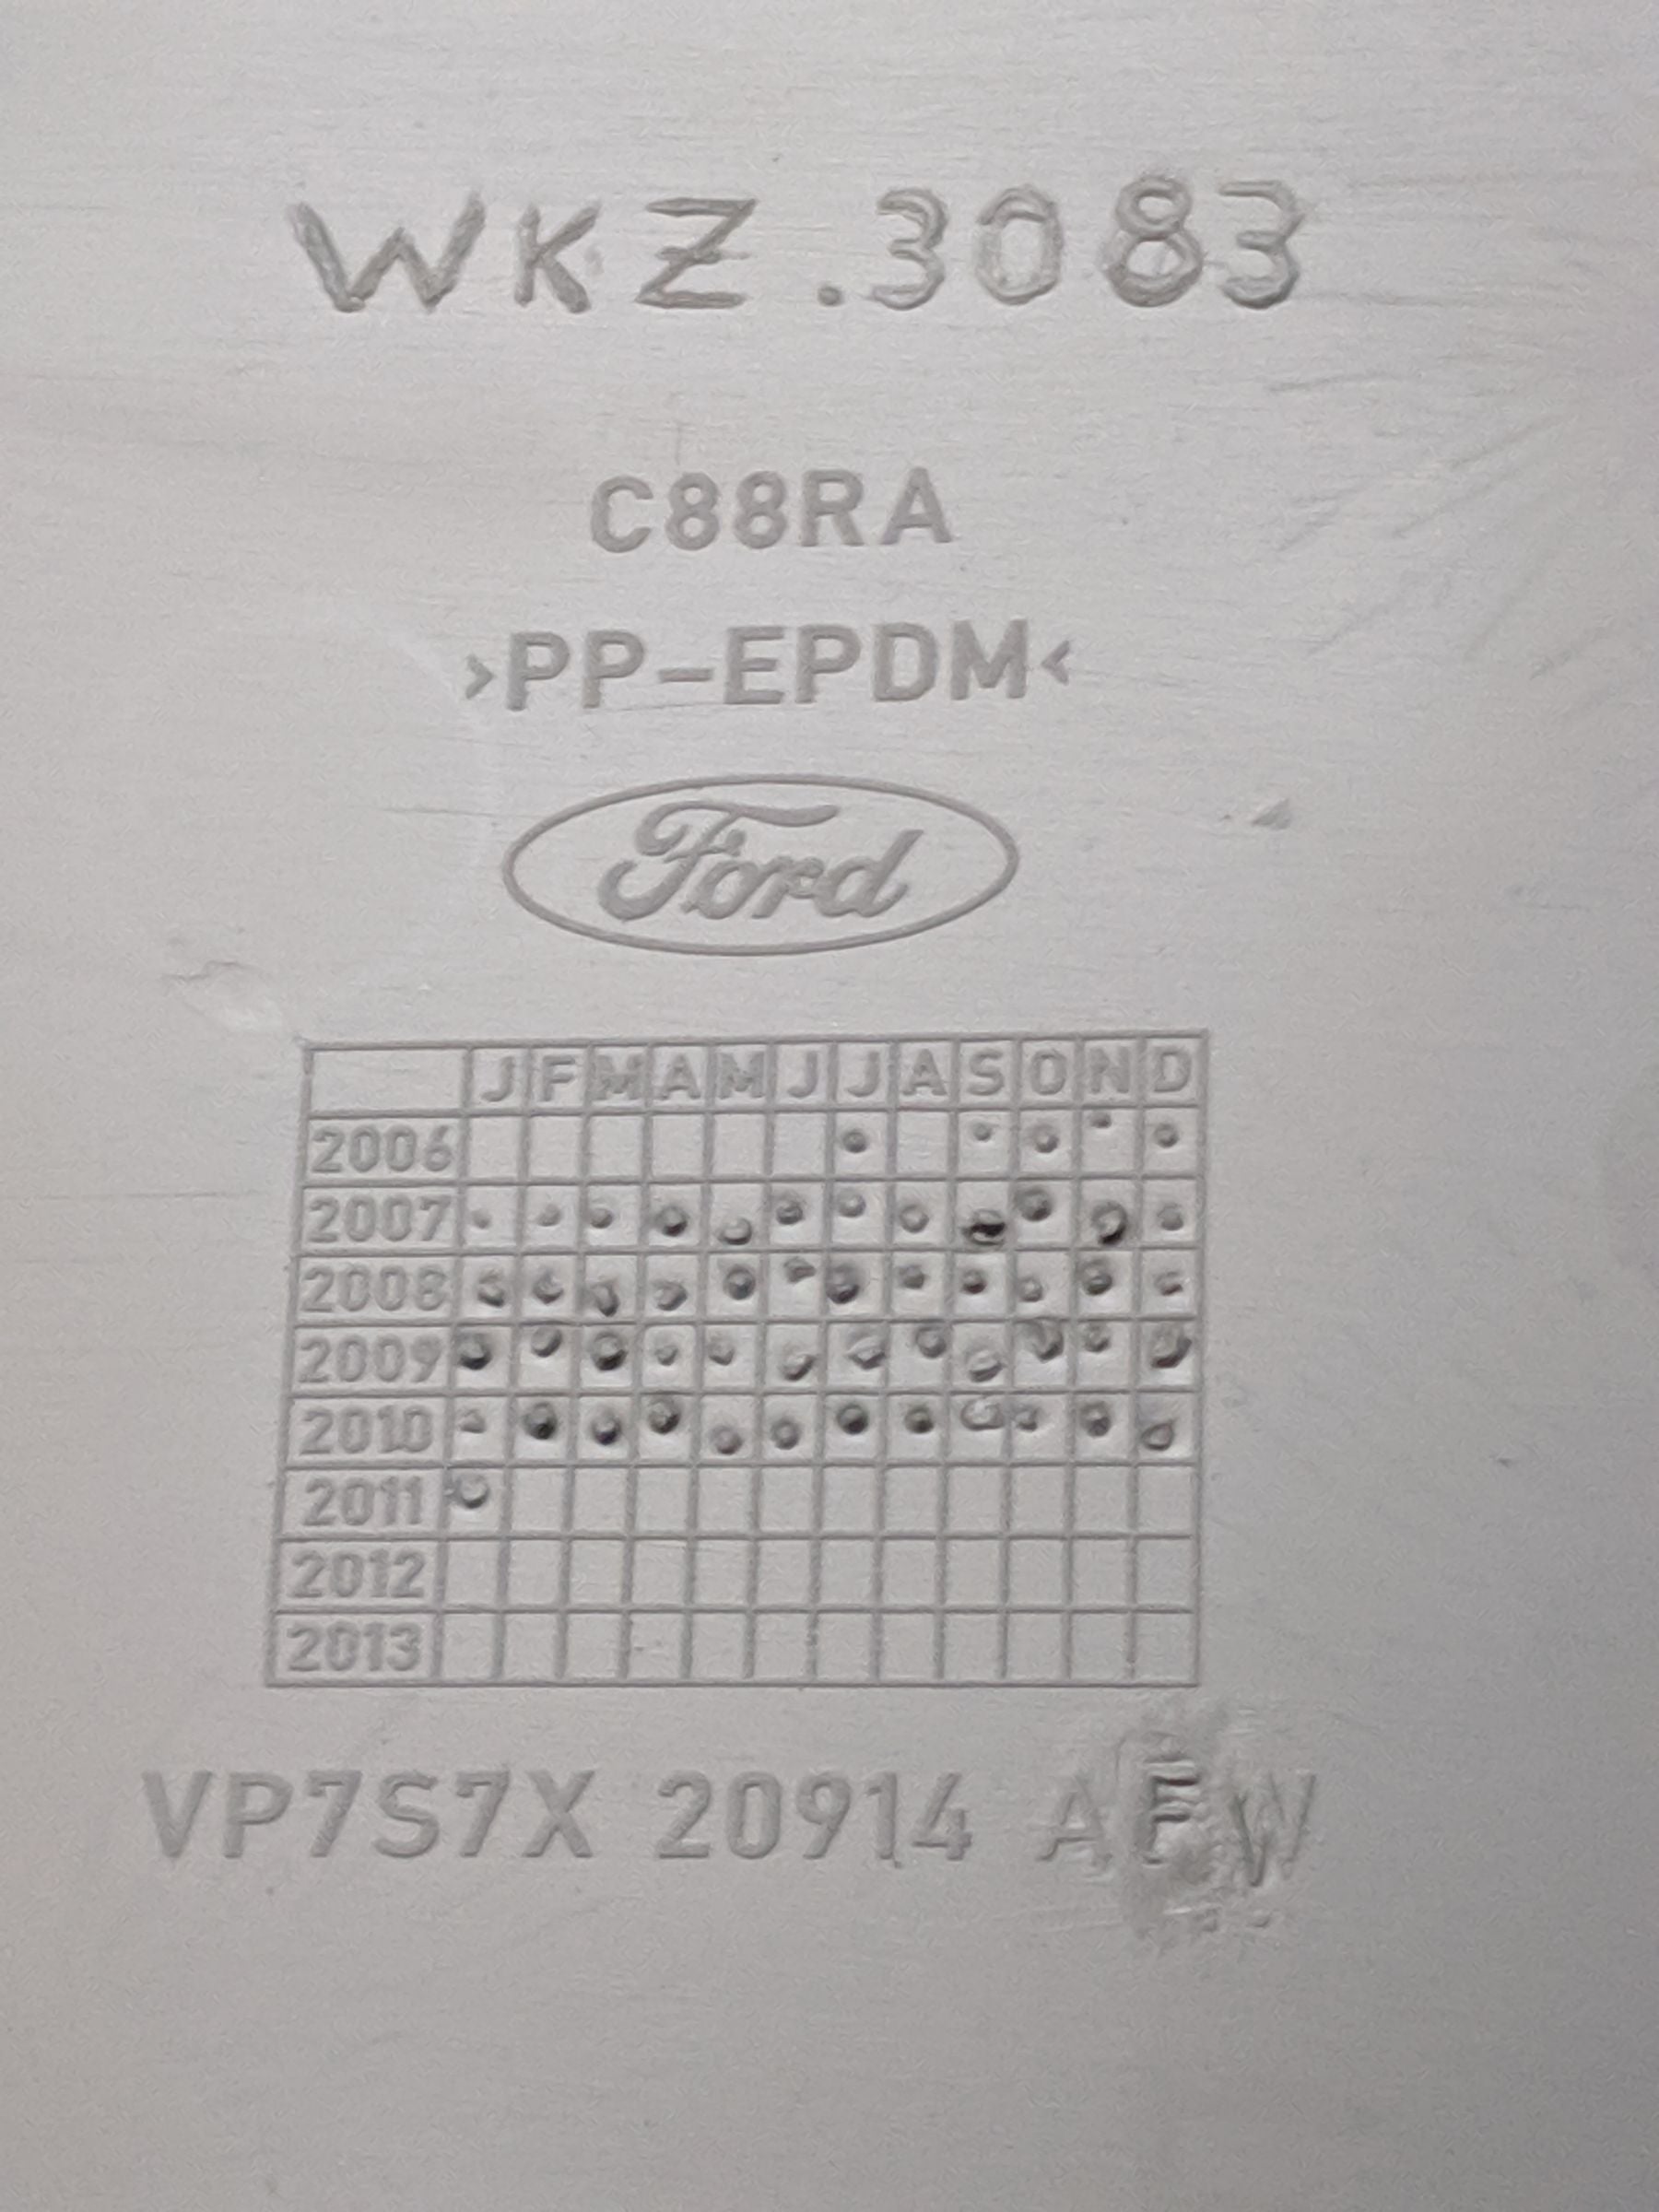 WKZ.3083
C88RA
>PP-EPDM<
Ford
J F M A M J J A S O N D
2006
2007
2008
2009
2010
2011
2012
2013
VP7S7X 20914